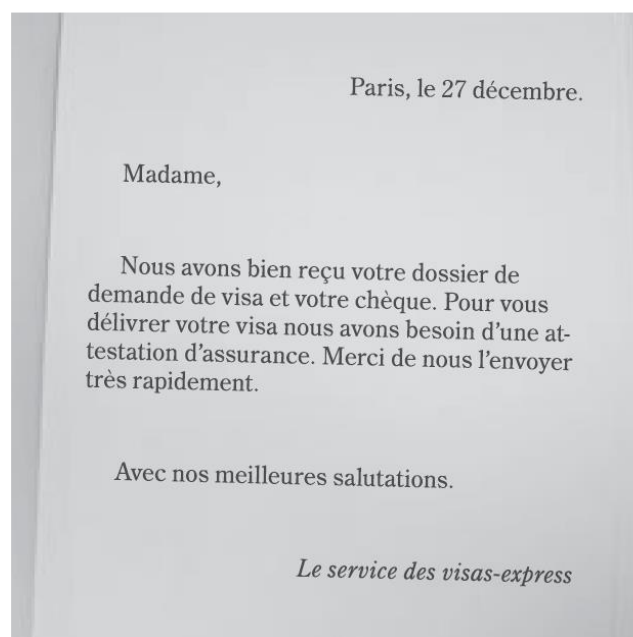 Paris, le 27 décembre.
Madame,
Nous avons bien reçu votre dossier de
demande de visa et votre chèque. Pour vous
délivrer votre visa nous avons besoin d'une at-
testation d'assurance. Merci de nous l'envoyer
très rapidement.
Avec nos meilleures salutations.
Le service des visas-express